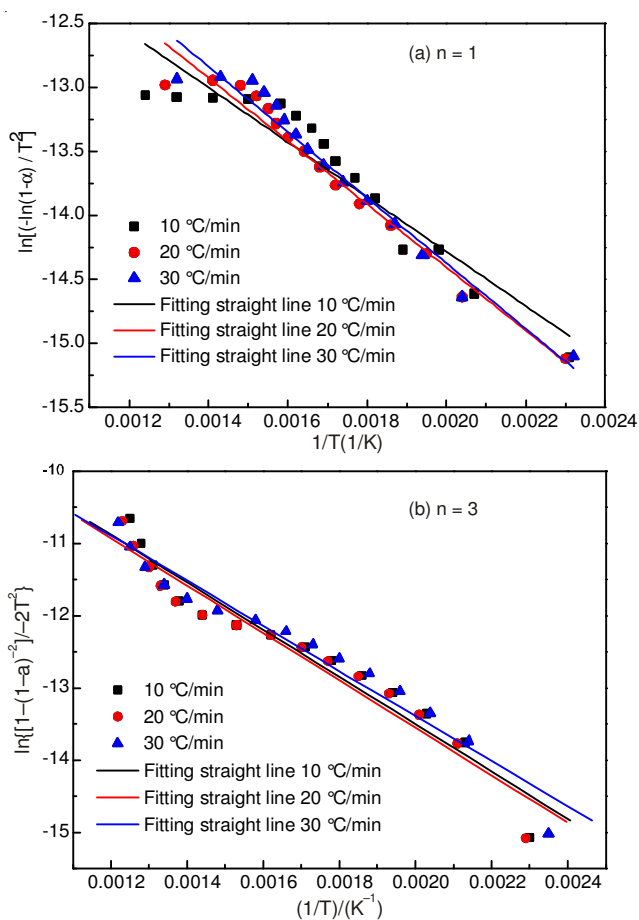 -12.5
(a) n = 1
-13.0
-13.5
-14.0
-14.5
-15.0
-15.5
ln[(-ln(1-α) / T²]
10 °C/min
20 °C/min
30 °C/min
Fitting straight line 10 °C/min
Fitting straight line 20 °C/min
Fitting straight line 30 °C/min
0.0012 0.0014 0.0016 0.0018 0.0020 0.0022 0.0024
1/T(1/K)
-10
(b) n = 3
-11
-12
-13
-14
-15
ln{[1–(1–a)⁻²]/–2T²}
10 °C/min
20 °C/min
30 °C/min
Fitting straight line 10 °C/min
Fitting straight line 20 °C/min
Fitting straight line 30 °C/min
0.0012 0.0014 0.0016 0.0018 0.0020 0.0022 0.0024
(1/T)/(K⁻¹)